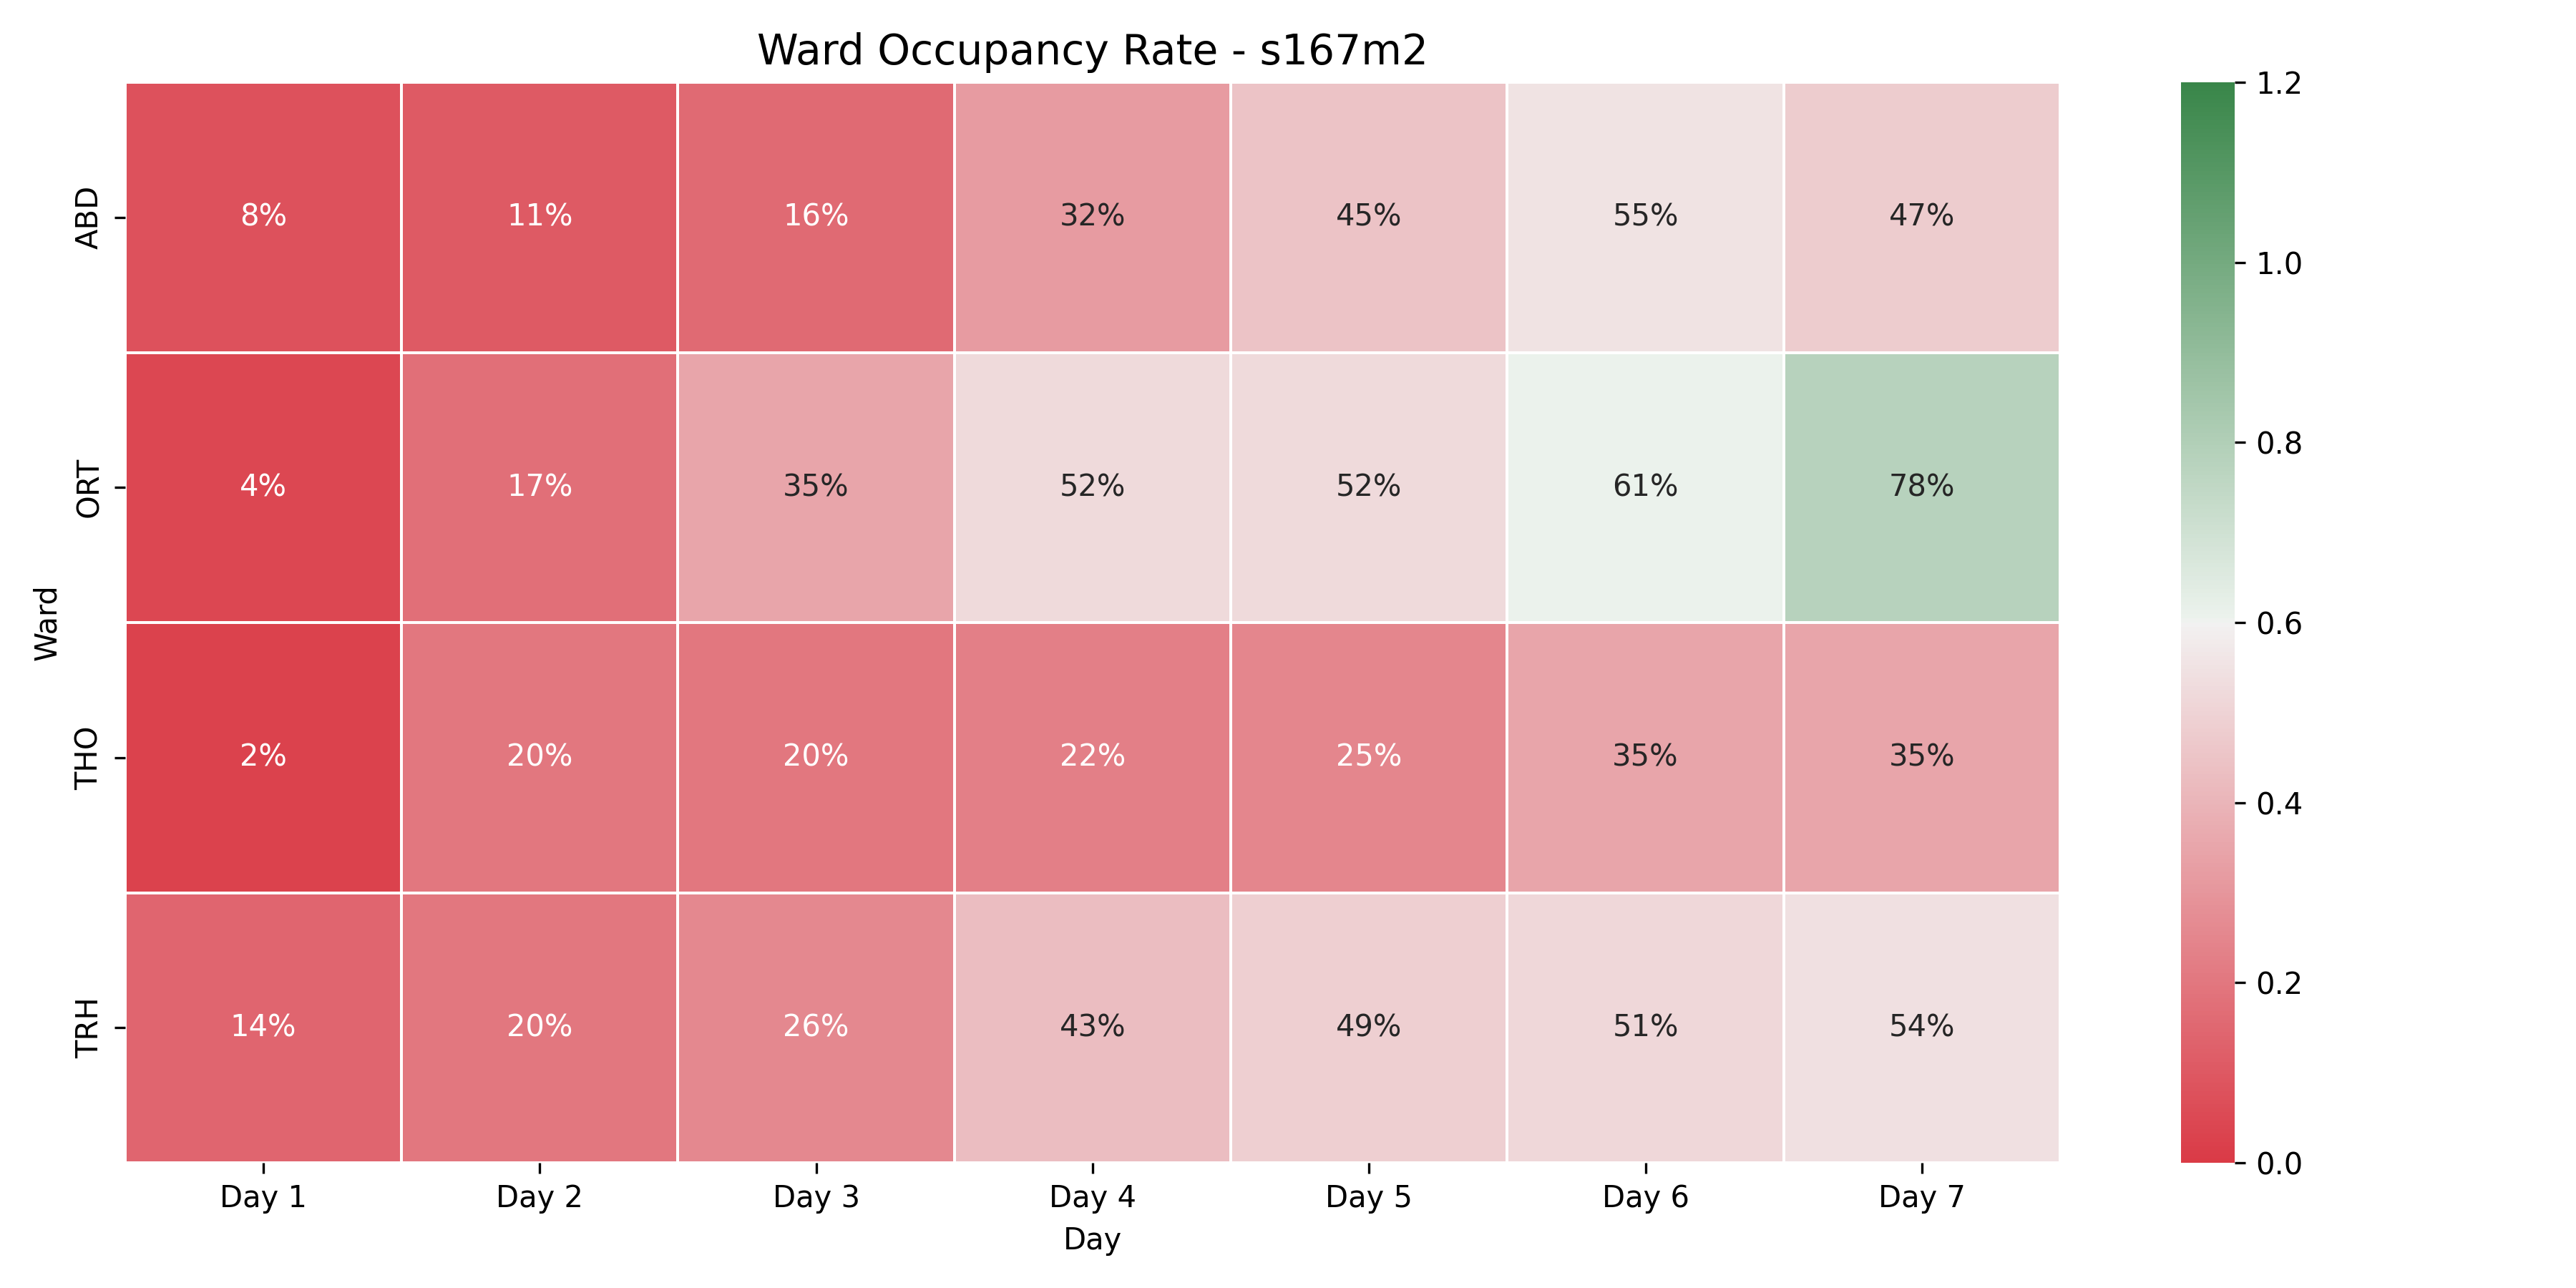 Ward Occupancy Rate - s167m2
Ward
ABD 8% 11% 16% 32% 45% 55% 47%
ORT 4% 17% 35% 52% 52% 61% 78%
THO 2% 20% 20% 22% 25% 35% 35%
TRH 14% 20% 26% 43% 49% 51% 54%
Day 1 Day 2 Day 3 Day 4 Day 5 Day 6 Day 7
Day
1.2
1.0
0.8
0.6
0.4
0.2
0.0